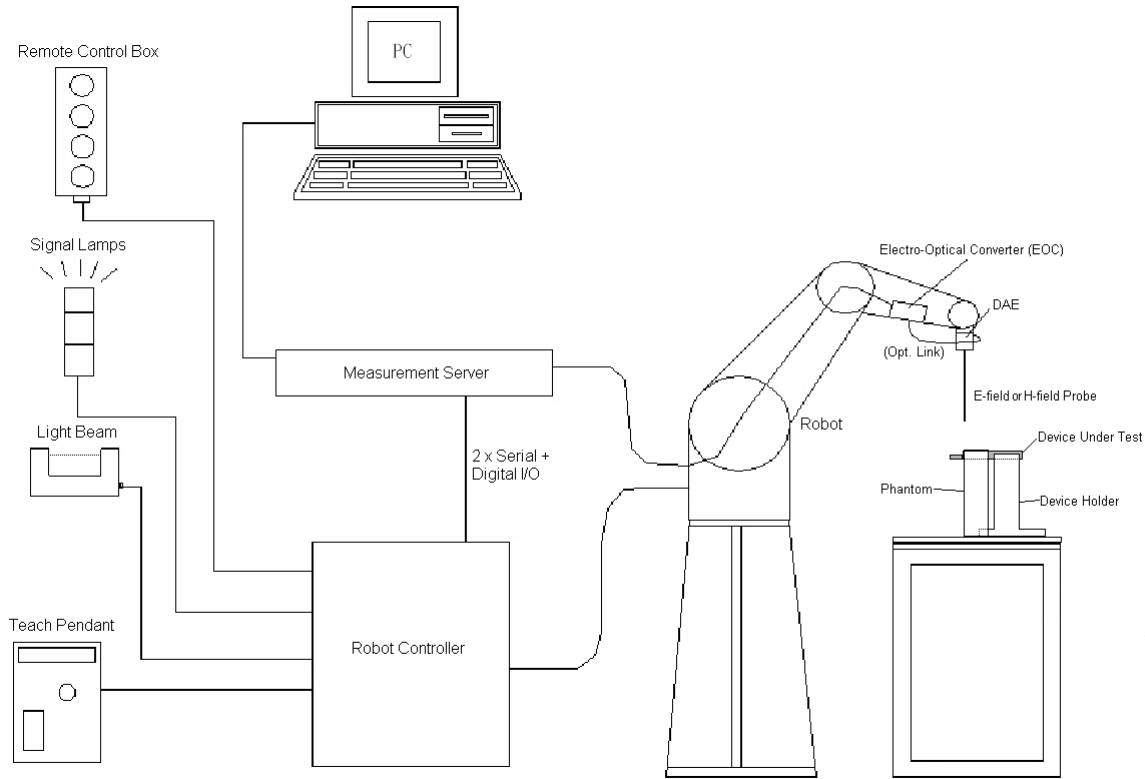 Remote Control Box
PC
Signal Lamps
Electro-Optical Converter (EOC)
DAE
(Opt. Link)
Measurement Server
E-field or H-field Probe
Robot
Light Beam
Device Under Test
2 x Serial +
Digital I/O
Phantom
Device Holder
Teach Pendant
Robot Controller